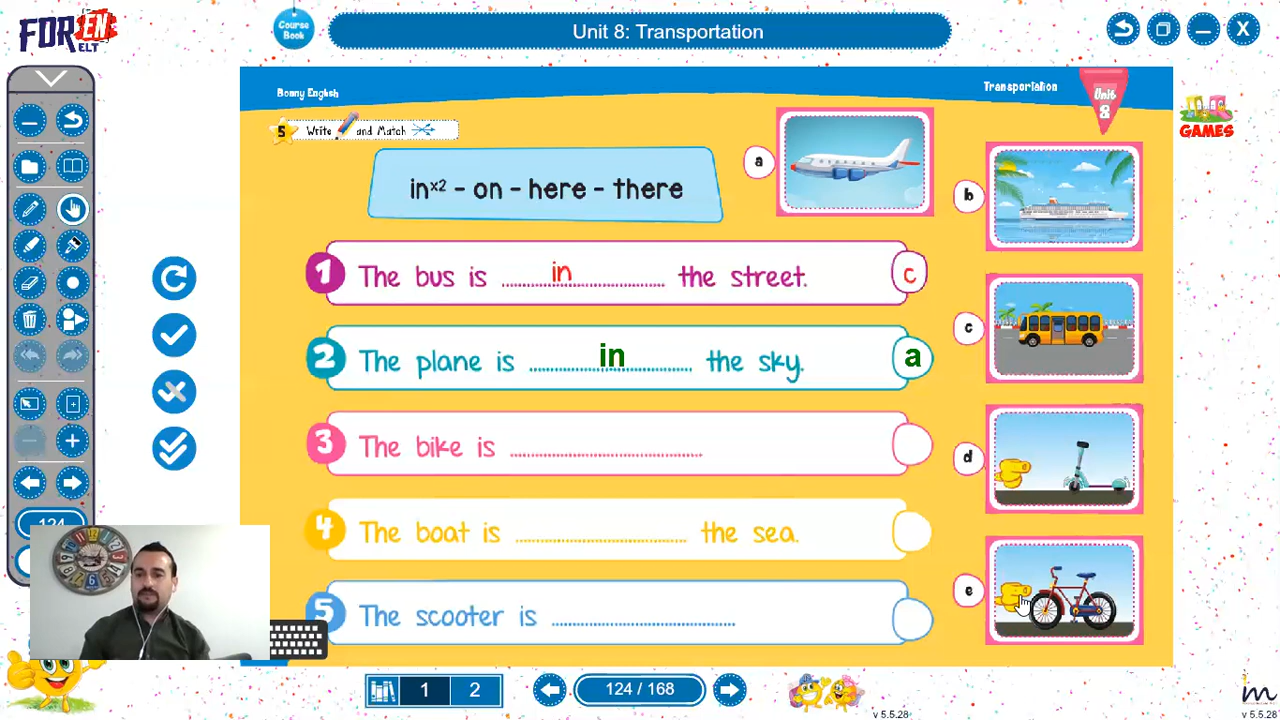 FOREN
ELT
Course
Book
Unit 8: Transportation
X
Bonny English
Transportation
Unit
8
GAMES
5 Write and Match
in x2 - on - here - there
a
b
c
d
e
1 The bus is in the street. c
2 The plane is in the sky. a
3 The bike is
4 The boat is the sea.
5 The scooter is
124
1 2
124 / 168
v 5.5.28
v 5.5.28